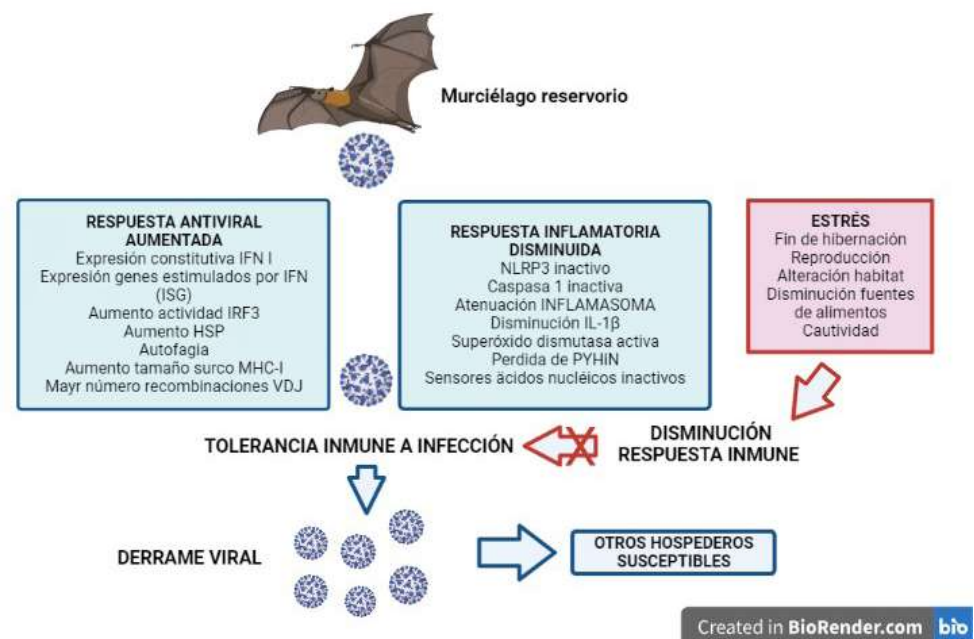 Murciélago reservorio
RESPUESTA ANTIVIRAL
AUMENTADA
Expresión constitutiva IFN I
Expresión genes estimulados por IFN
(ISG)
Aumento actividad IRF3
Aumento HSP
Autofagia
Aumento tamaño surco MHC-I
Mayr número recombinaciones VDJ
RESPUESTA INFLAMATORIA
DISMINUIDA
NLRP3 inactivo
Caspasa 1 inactiva
Atenuación INFLAMASOMA
Disminución IL-1β
Superóxido dismutasa activa
Perdida de PYHIN
Sensores äcidos nucléicos inactivos
ESTRÉS
Fin de hibernación
Reproducción
Alteración habitat
Disminución fuentes
de alimentos
Cautividad
TOLERANCIA INMUNE A INFECCIÓN
DISMINUCIÓN
RESPUESTA INMUNE
DERRAME VIRAL
OTROS HOSPEDEROS
SUSCEPTIBLES
Created in BioRender.com bio